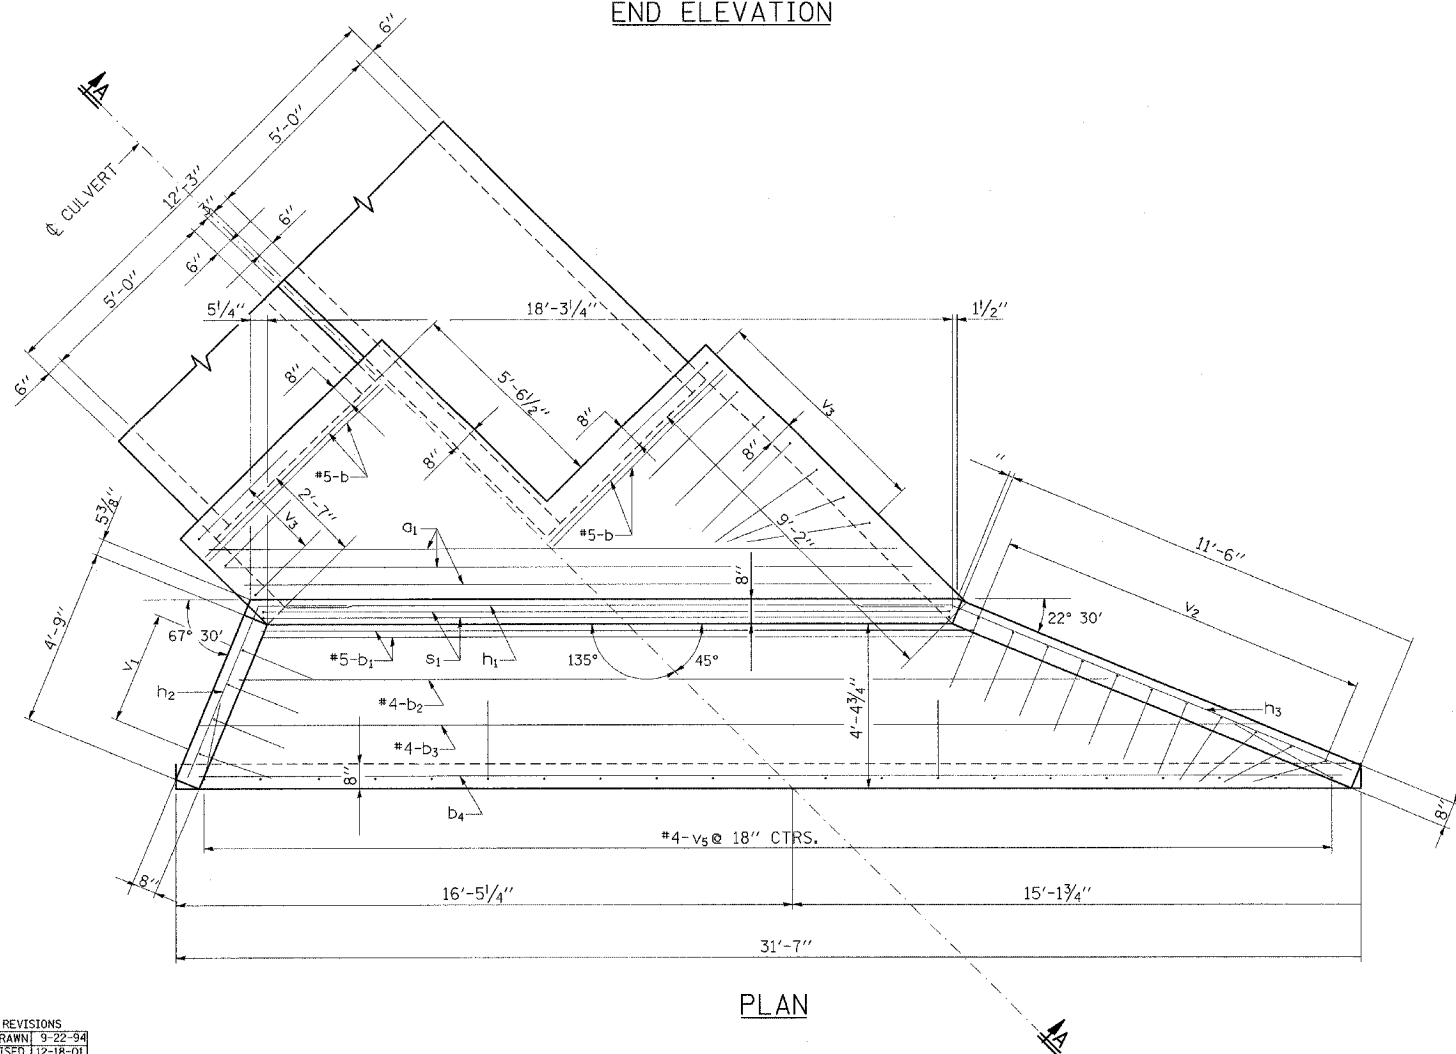 END ELEVATION
6"
A
5'-0"
℄ CULVERT
12'-3"
3"
6"
6"
5'-0"
6"
5¼"
18'-3¼"
1½"
8"
5'-6½"
8"
8"
8"
v₃
#5-b
2'-7"
v₃
#5-b
9'-2"
a₁
5⅜"
"
11'-6"
v₂
4'-9"
v₁
67° 30'
8"
22° 30'
#5-b₁
s₁
h₁
135°
45°
h₂
#4-b₂
4'-4¾"
h₃
#4-b₃
8"
b₄
8"
#4-v₅@ 18" CTRS.
8"
16'-5¼"
15'-1¾"
31'-7"
PLAN
A
REVISIONS
RAWN 9-22-94
ISED 12-18-01